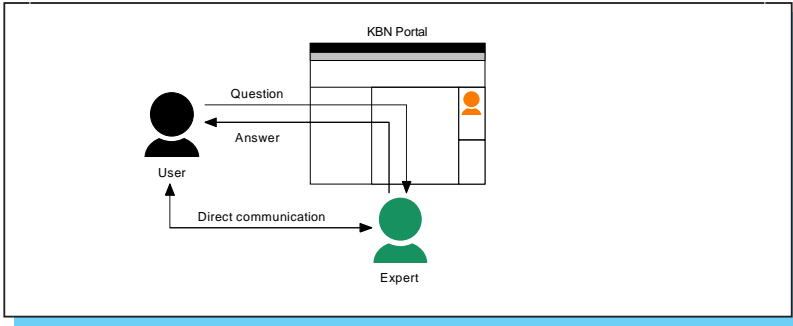 KBN Portal
Question
Answer
User
Direct communication
Expert